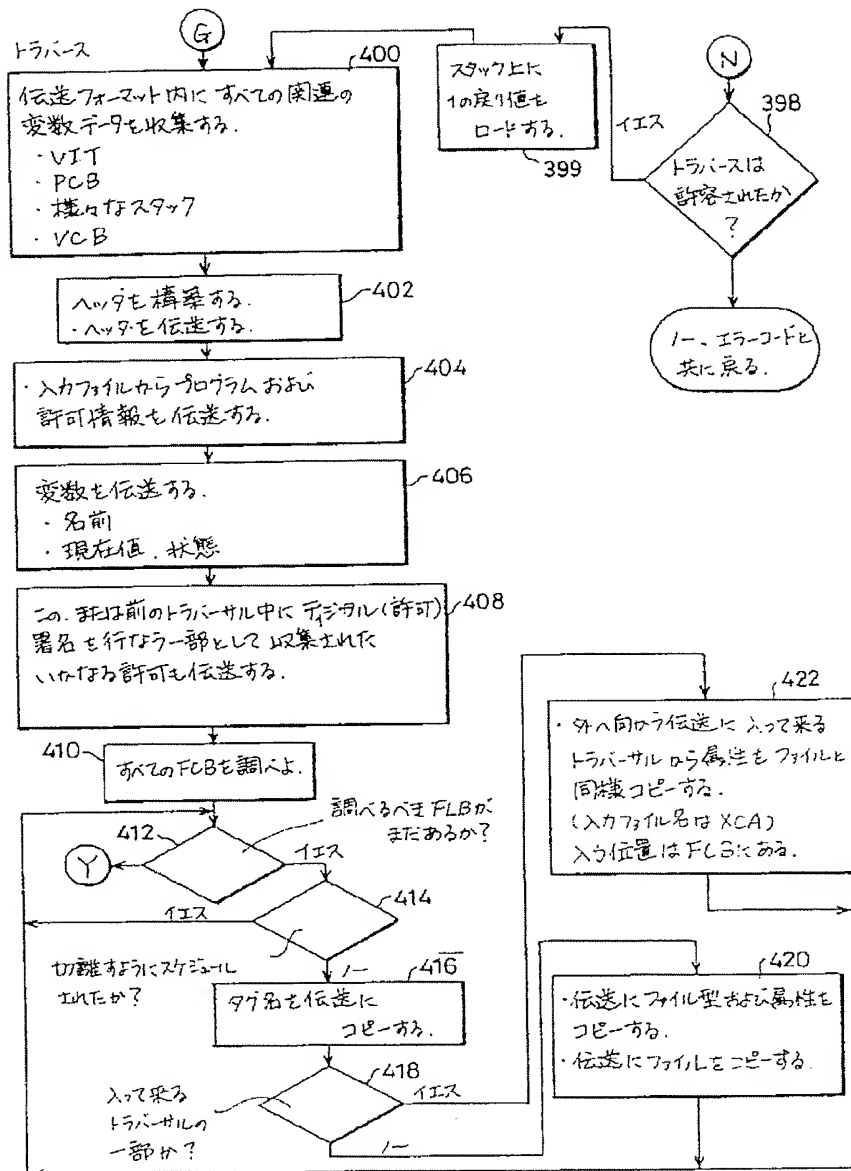 トラバース
G
400
伝送フォーマット内にすべての関連の
変数データを収集する.
・VIT
・PCB
・様々なスタック
・VCB
スタック上に
1の戻り値を
ロードする.
399
イエス
N
398
トラバースは
許容されたか
?
ノー、エラーコードと
共に戻る.
402
ヘッダを構築する.
・ヘッダを伝送する.
404
・入力ファイルからプログラムおよび
許可情報を伝送する.
406
変数を伝送する.
・名前
・現在値、状態
408
この、または前のトラバーサル中にディジタル(許可)
署名を行なう一部として収集された
いかなる許可も伝送する.
410
すべてのFCBを調べよ.
412
調べるべきFLBが
まだあるか?
Y
イエス
414
イエス
切離すようにスケジュール
されたか?
ノー
416
タグ名を伝送に
コピーする.
418
入って来る
トラバーサルの
一部か?
イエス
ノー
422
・外へ向かう伝送に入って来る
トラバーサルから属性をファイルと
同様コピーする.
(入力ファイル名はXCA)
入力位置はFLBにある.
420
・伝送にファイル型および属性を
コピーする.
・伝送にファイルをコピーする.